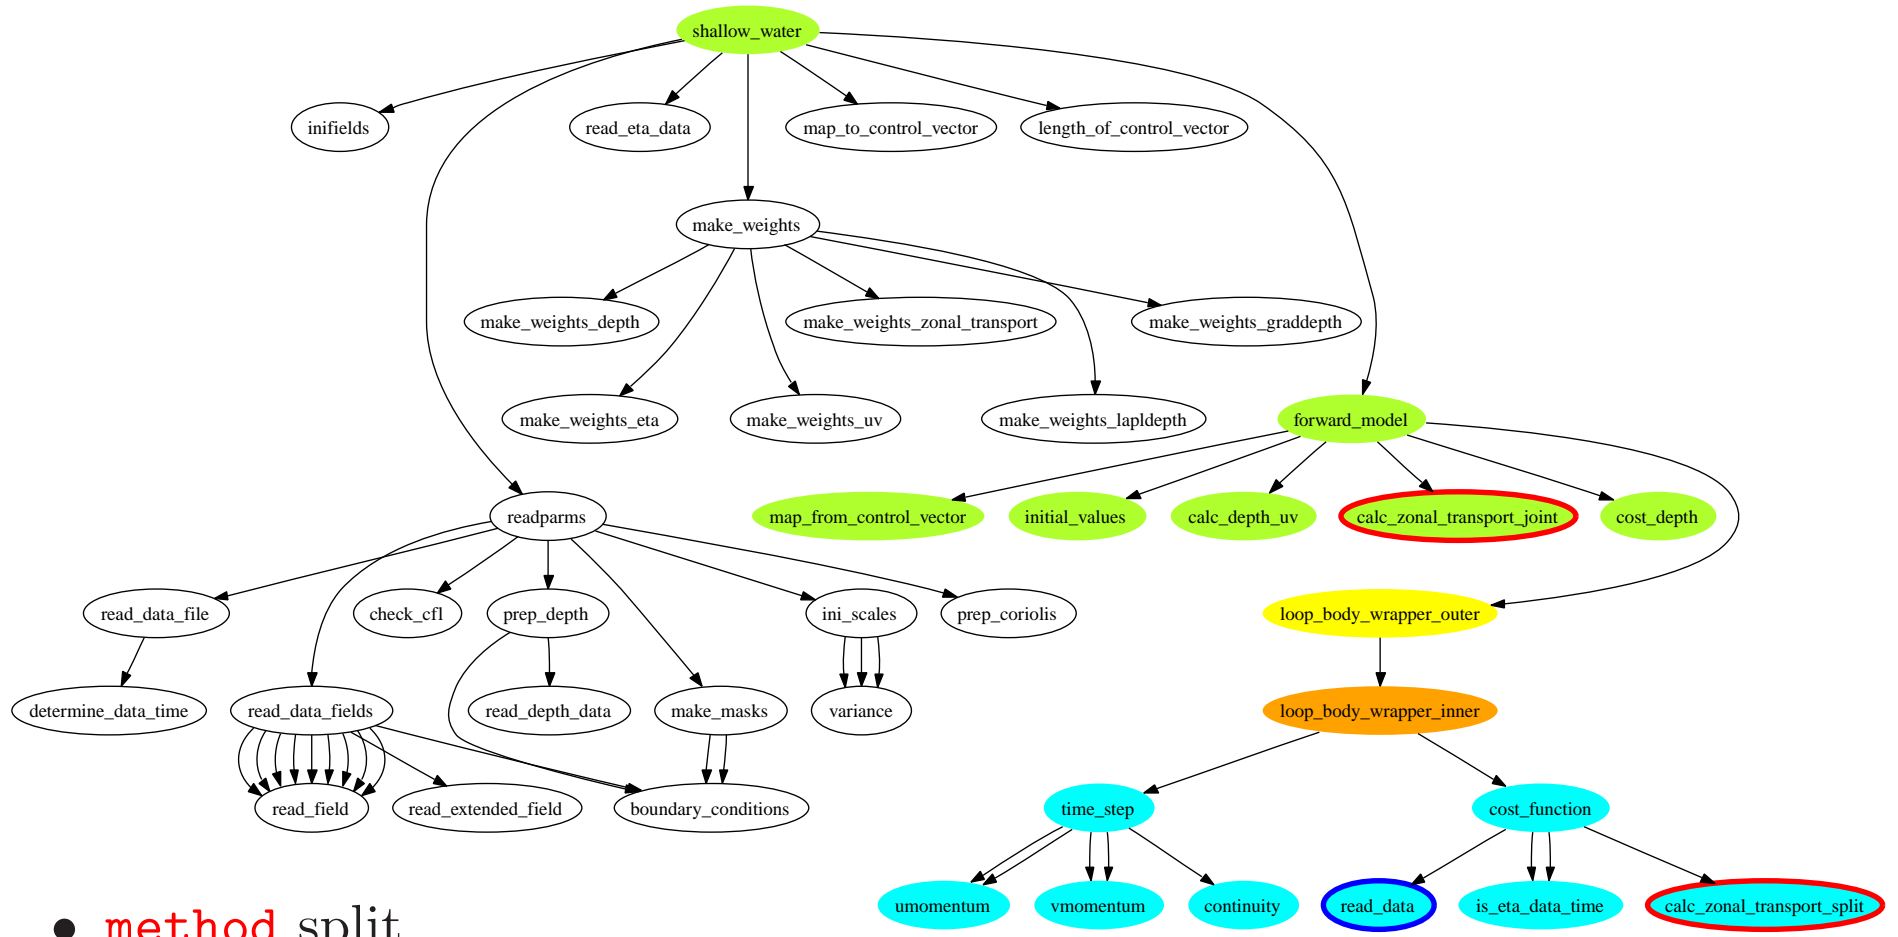 shallow_water
inifields
read_eta_data
map_to_control_vector
length_of_control_vector
make_weights
make_weights_depth
make_weights_zonal_transport
make_weights_graddepth
make_weights_eta
make_weights_uv
make_weights_lapldepth
forward_model
readparms
map_from_control_vector
initial_values
calc_depth_uv
calc_zonal_transport_joint
cost_depth
read_data_file
check_cfl
prep_depth
ini_scales
prep_coriolis
loop_body_wrapper_outer
determine_data_time
read_data_fields
read_depth_data
make_masks
variance
loop_body_wrapper_inner
read_field
read_extended_field
boundary_conditions
time_step
cost_function
umomentum
vmomentum
continuity
read_data
is_eta_data_time
calc_zonal_transport_split
• method split